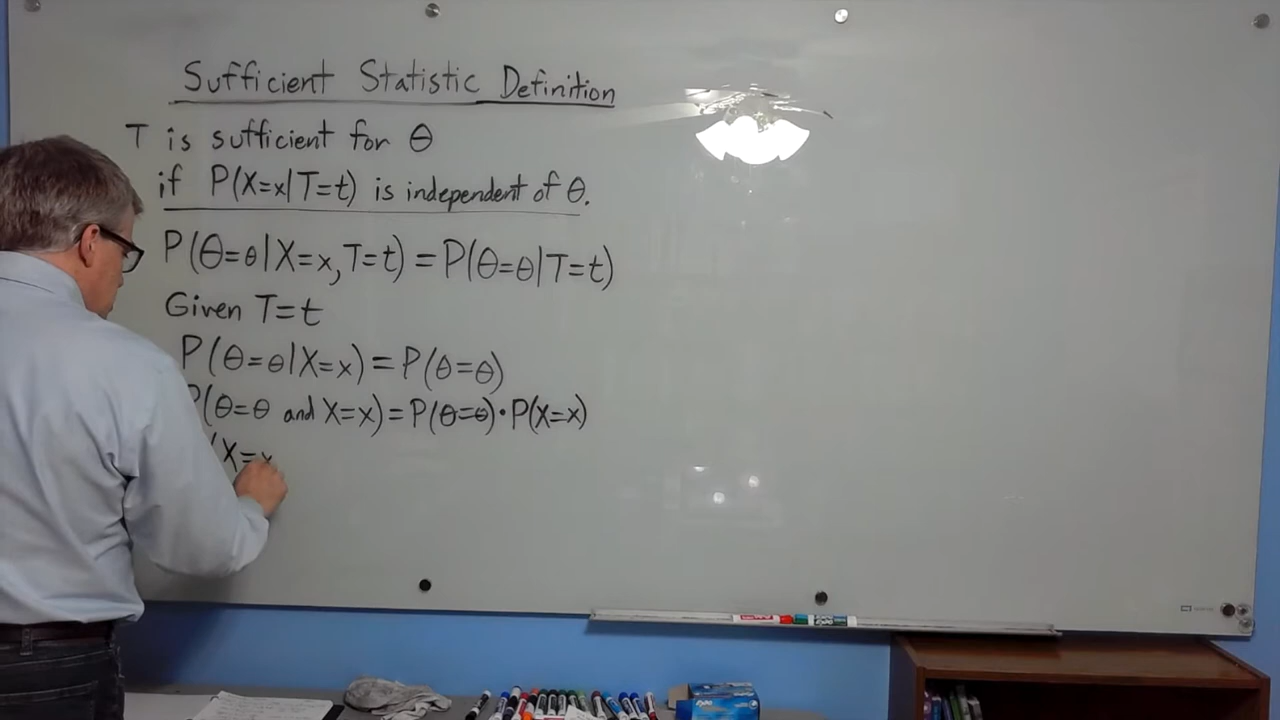 Sufficient Statistic Definition
T is sufficient for Θ
if P(X=x|T=t) is independent of Θ.
P(Θ=θ|X=x,T=t)=P(Θ=θ|T=t)
Given T=t
P(Θ=θ|X=x)=P(Θ=θ)
P(Θ=θ and X=x)=P(Θ=θ)·P(X=x)
(X=x